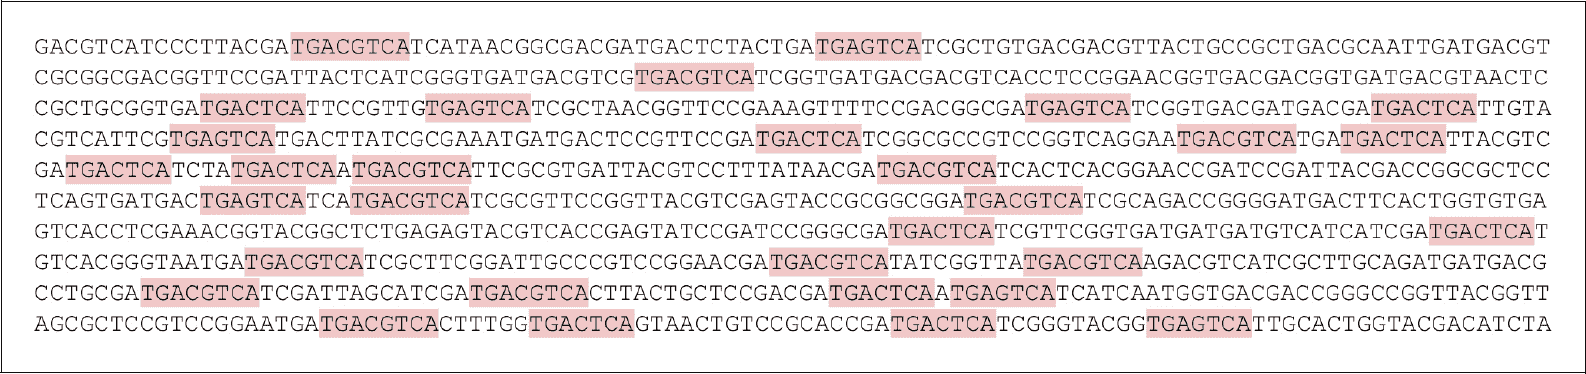 GACGTCATCCCTTACGATGACGTCATCATAACGGCGACGATGACTCTACTGATGAGTCATCGCTGTGACGACGTTACTGCCGCTGACGCAATTGATGACGT
CGCGGCGACGGTTCCGATTACTCATCGGGTGATGACGTCGTGACGTCATCGGTGATGACGACGTCACCTCCGGAACGGTGACGACGGTGATGACGTAACTC
CGCTGCGGTGATGACTCATTCCGTTGTGAGTCATCGCTAACGGTTCCGAAAGTTTTCCGACGGCGATGAGTCATCGGTGACGATGACGATGACTCATTGTA
CGTCATTCGTGAGTCATGACTTATCGCGAAATGATGACTCCGTTCCGATGACTCATCGGCGCCGTCCGGTCAGGAATGACGTCATGATGACTCATTACGTC
GATGACTCATCTATGACTCAATGACGTCATTCGCGTGATTACGTCCTTTATAACGATGACGTCATCACTCACGGAACCGATCCGATTACGACCGGCGCTCC
TCAGTGATGACTGAGTCATCATGACGTCATCGCGTTCCGGTTACGTCGAGTACCGCGGCGGATGACGTCATCGCAGACCGGGGATGACTTCACTGGTGTGA
GTCACCTCGAAACGGTACGGCTCTGAGAGTACGTCACCGAGTATCCGATCCGGGCGATGACTCATCGTTCGGTGATGATGATGTCATCATCGATGACTCAT
GTCACGGGTAATGATGACGTCATCGCTTCGGATTGCCCGTCCGGAACGATGACGTCATATCGGTTATGACGTCAAGACGTCATCGCTTGCAGATGATGACG
CCTGCGATGACGTCATCGATTAGCATCGATGACGTCACTTACTGCTCCGACGATGACTCAATGAGTCATCATCAATGGTGACGACCGGGCCGGTTACGGTT
AGCGCTCCGTCCGGAATGATGACGTCACTTTGGTGACTCAGTAACTGTCCGCACCGATGACTCATCGGGTACGGTGAGTCATTGCACTGGTACGACATCTA